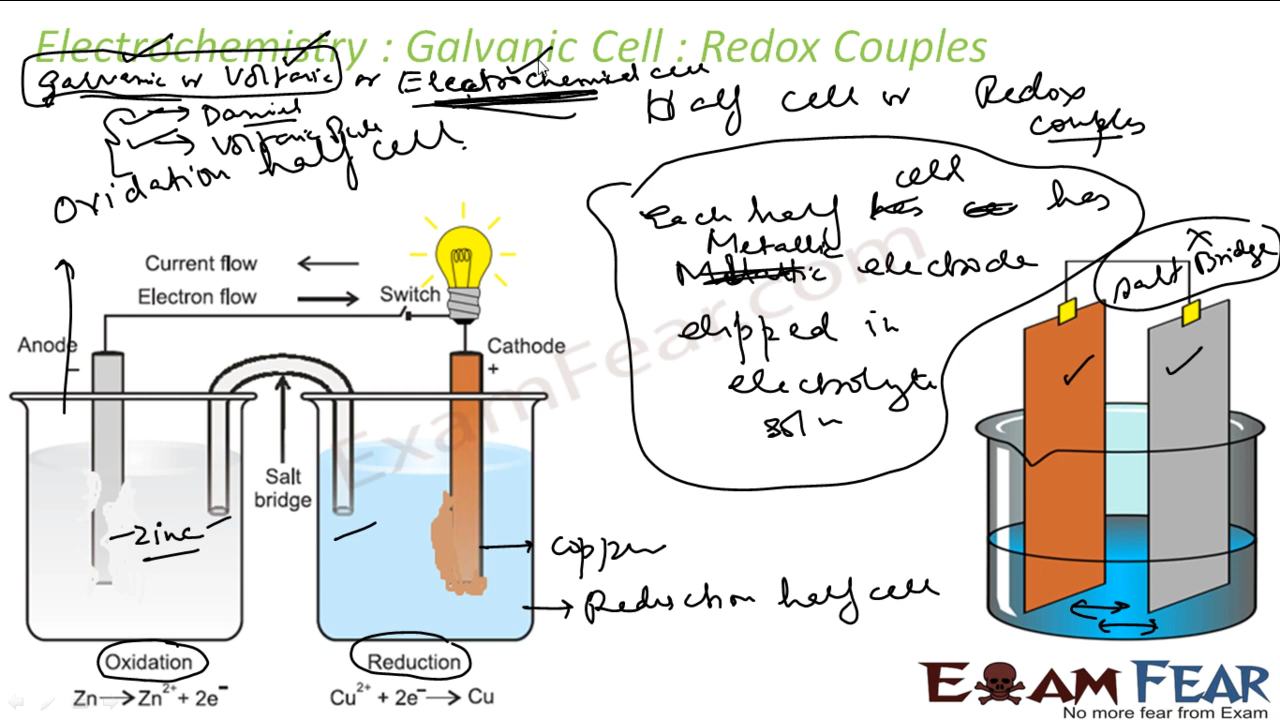 Electrochemistry : Galvanic Cell : Redox Couples
galvanic or Voltanic or Electrochemical cell
Half cell or Redox
couples
Daniel
Voltanic
Oxidation half cell
Each half cell has
Metallic electrode
dipped in
electrolyte
sol n
Salt Bridge
Current flow
Electron flow
Switch
Anode
−
Cathode
+
Salt
bridge
Zinc
Copper
Reduction half cell
Oxidation
Reduction
Zn → Zn²⁺ + 2e⁻
Cu²⁺ + 2e⁻ → Cu
ExamFear.com
EXAM FEAR
No more fear from Exam